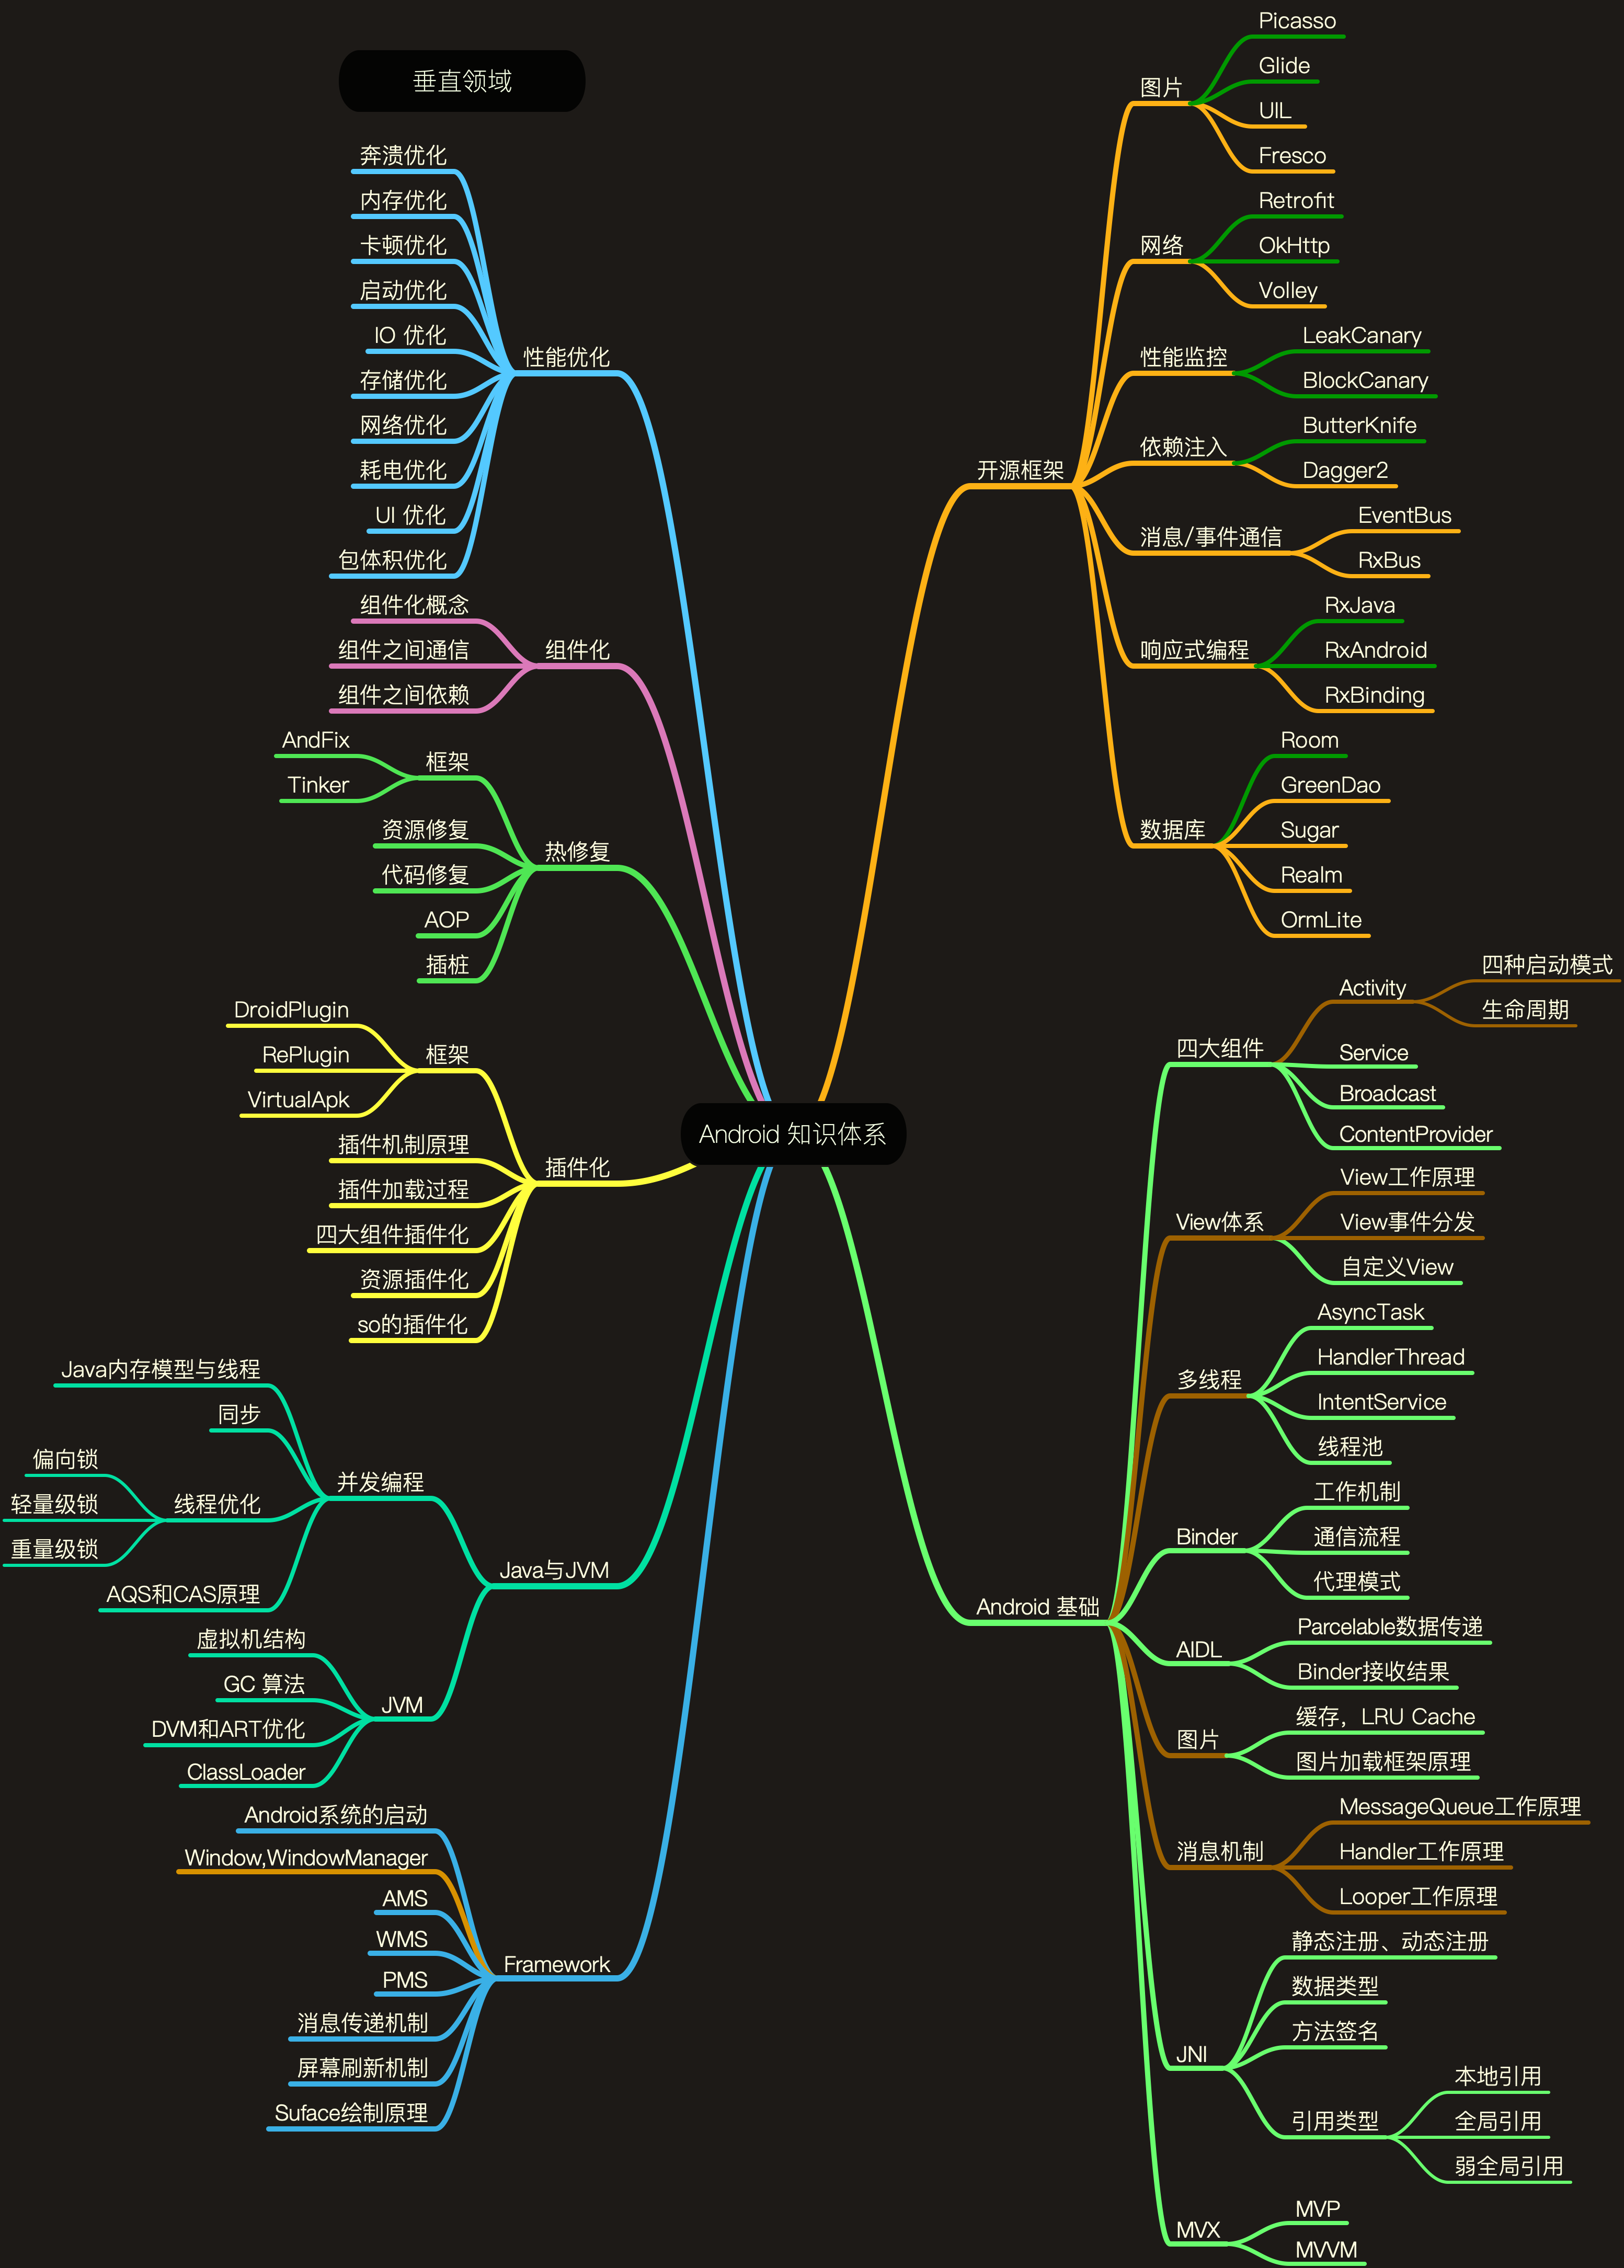 垂直领域
Android 知识体系
性能优化
奔溃优化
内存优化
卡顿优化
启动优化
IO 优化
存储优化
网络优化
耗电优化
UI 优化
包体积优化
组件化
组件化概念
组件之间通信
组件之间依赖
热修复
框架
AndFix
Tinker
资源修复
代码修复
AOP
插桩
插件化
框架
DroidPlugin
RePlugin
VirtualApk
插件机制原理
插件加载过程
四大组件插件化
资源插件化
so的插件化
Java与JVM
并发编程
Java内存模型与线程
同步
线程优化
偏向锁
轻量级锁
重量级锁
AQS和CAS原理
JVM
虚拟机结构
GC 算法
DVM和ART优化
ClassLoader
Framework
Android系统的启动
Window,WindowManager
AMS
WMS
PMS
消息传递机制
屏幕刷新机制
Suface绘制原理
开源框架
图片
Picasso
Glide
UIL
Fresco
网络
Retrofit
OkHttp
Volley
性能监控
LeakCanary
BlockCanary
依赖注入
ButterKnife
Dagger2
消息/事件通信
EventBus
RxBus
响应式编程
RxJava
RxAndroid
RxBinding
数据库
Room
GreenDao
Sugar
Realm
OrmLite
Android 基础
四大组件
Activity
四种启动模式
生命周期
Service
Broadcast
ContentProvider
View体系
View工作原理
View事件分发
自定义View
多线程
AsyncTask
HandlerThread
IntentService
线程池
Binder
工作机制
通信流程
代理模式
AIDL
Parcelable数据传递
Binder接收结果
图片
缓存，LRU Cache
图片加载框架原理
消息机制
MessageQueue工作原理
Handler工作原理
Looper工作原理
JNI
静态注册、动态注册
数据类型
方法签名
引用类型
本地引用
全局引用
弱全局引用
MVX
MVP
MVVM